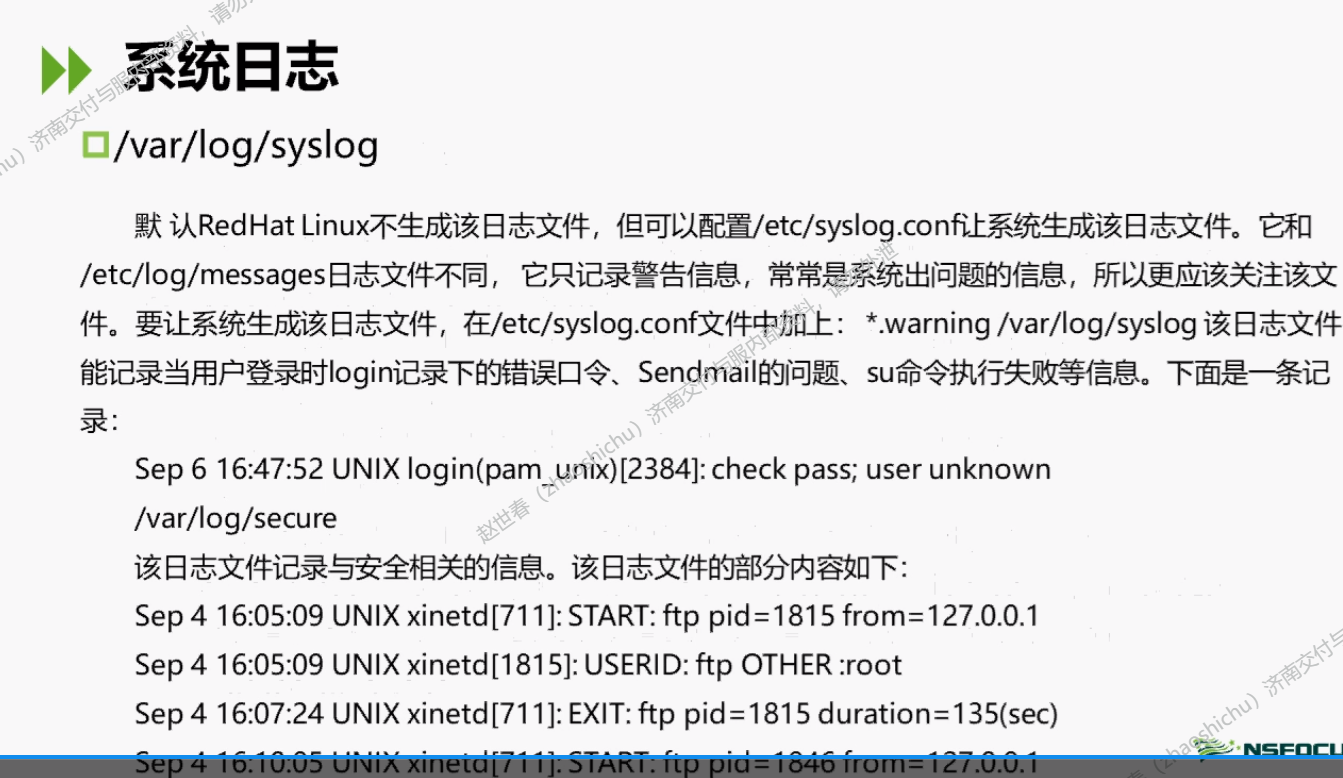 系统日志
/var/log/syslog
默 认RedHat Linux不生成该日志文件，但可以配置/etc/syslog.conf让系统生成该日志文件。它和
/etc/log/messages日志文件不同， 它只记录警告信息，常常是系统出问题的信息，所以更应该关注该文
件。要让系统生成该日志文件，在/etc/syslog.conf文件中加上： *.warning /var/log/syslog 该日志文件
能记录当用户登录时login记录下的错误口令、Sendmail的问题、su命令执行失败等信息。下面是一条记
录：
Sep 6 16:47:52 UNIX login(pam_unix)[2384]: check pass; user unknown
/var/log/secure
该日志文件记录与安全相关的信息。该日志文件的部分内容如下：
Sep 4 16:05:09 UNIX xinetd[711]: START: ftp pid=1815 from=127.0.0.1
Sep 4 16:05:09 UNIX xinetd[1815]: USERID: ftp OTHER :root
Sep 4 16:07:24 UNIX xinetd[711]: EXIT: ftp pid=1815 duration=135(sec)
Sep 4 16:10:05 UNIX xinetd[711]: START: ftp pid=1846 from=127.0.0.1
赵世春（zhaoshichu）济南交付与服内部资料，请勿外泄